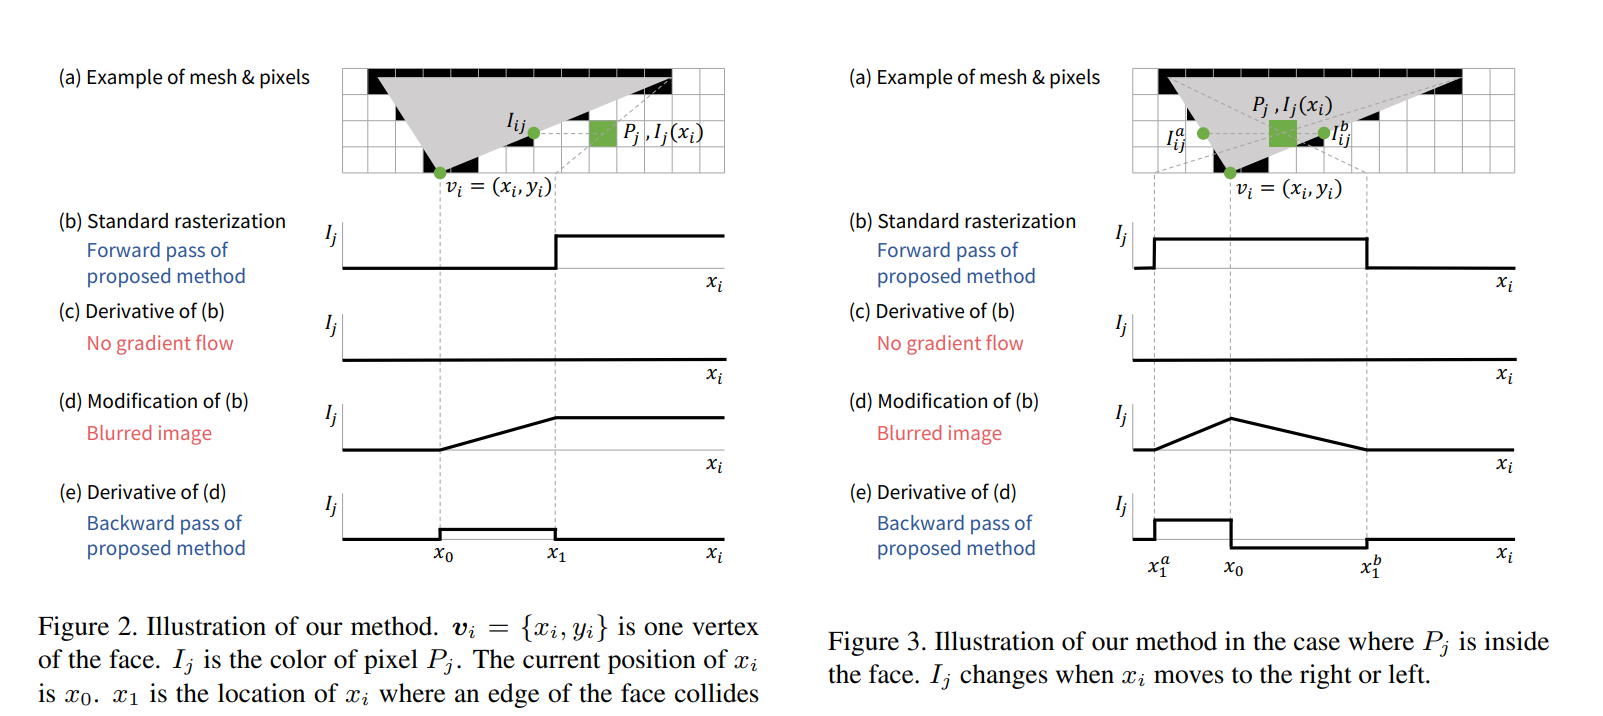 (a) Example of mesh & pixels
I_ij
P_j , I_j(x_i)
v_i = (x_i, y_i)
(b) Standard rasterization
Forward pass of
proposed method
I_j
x_i
(c) Derivative of (b)
No gradient flow
I_j
x_i
(d) Modification of (b)
Blurred image
I_j
x_i
(e) Derivative of (d)
Backward pass of
proposed method
I_j
x_0
x_1
x_i
Figure 2. Illustration of our method. v_i = {x_i, y_i} is one vertex
of the face. I_j is the color of pixel P_j. The current position of x_i
is x_0. x_1 is the location of x_i where an edge of the face collides
(a) Example of mesh & pixels
P_j , I_j(x_i)
I_ij^a
I_ij^b
v_i = (x_i, y_i)
(b) Standard rasterization
Forward pass of
proposed method
I_j
x_i
(c) Derivative of (b)
No gradient flow
I_j
x_i
(d) Modification of (b)
Blurred image
I_j
x_i
(e) Derivative of (d)
Backward pass of
proposed method
I_j
x_1^a
x_0
x_1^b
x_i
Figure 3. Illustration of our method in the case where P_j is inside
the face. I_j changes when x_i moves to the right or left.